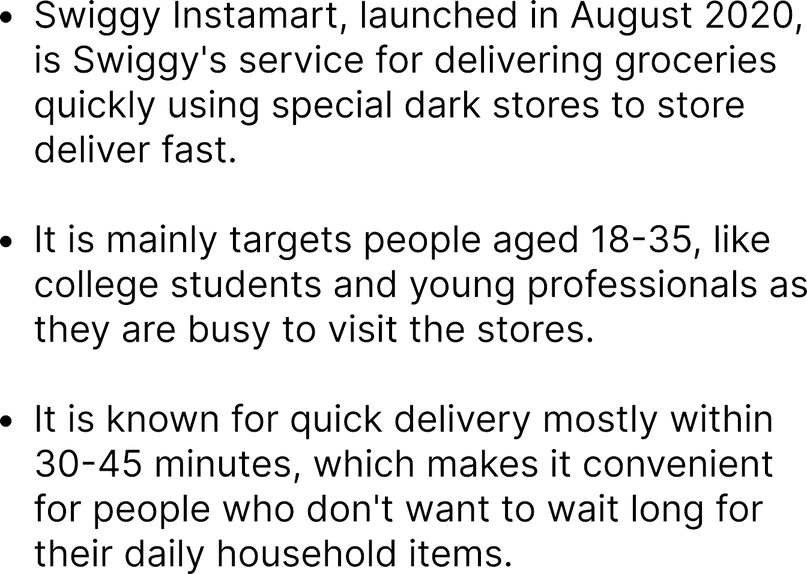 • Swiggy Instamart, launched in August 2020,
is Swiggy's service for delivering groceries
quickly using special dark stores to store
deliver fast.
• It is mainly targets people aged 18-35, like
college students and young professionals as
they are busy to visit the stores.
• It is known for quick delivery mostly within
30-45 minutes, which makes it convenient
for people who don't want to wait long for
their daily household items.